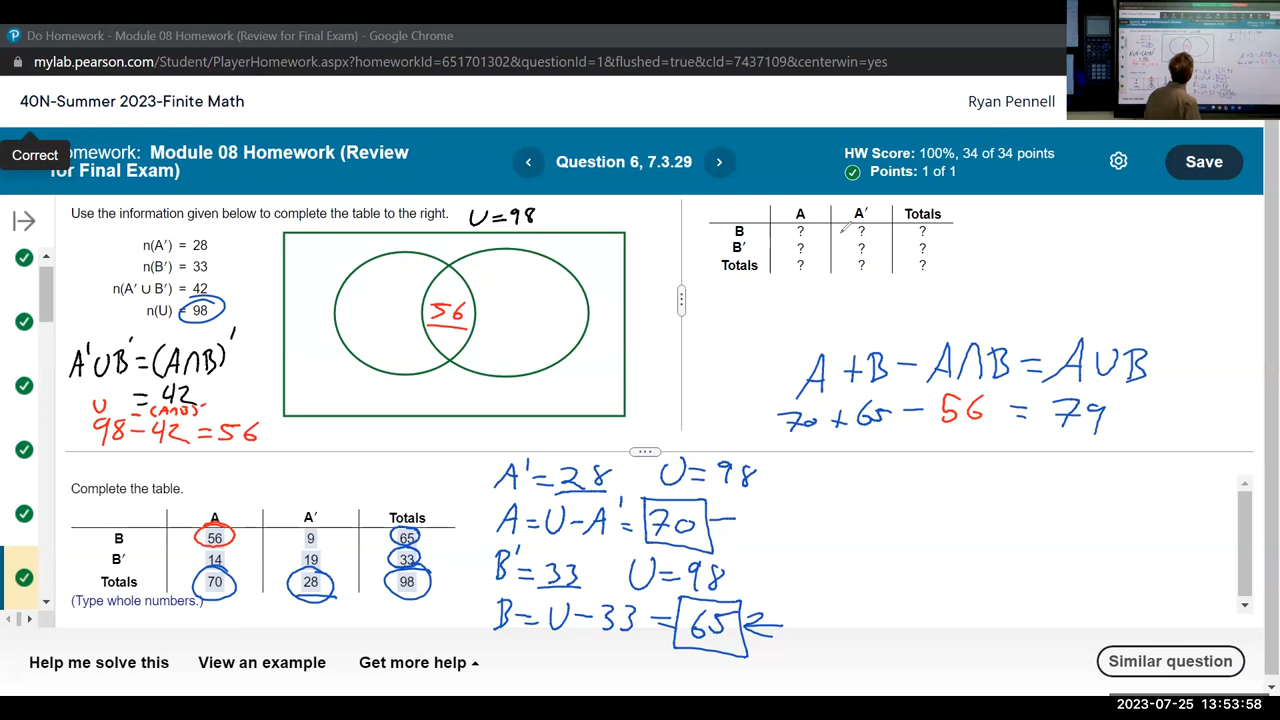 Do Homework - Module 08 Homework (Review for Final Exam) - Google Chrome
mylab.pearson.com/Student/PlayerHomework.aspx?homeworkId=651701302&questionId=1&flushed=true&cId=7437109&centerwin=yes
40N-Summer 2023-Finite Math
Ryan Pennell
Correct
omework: Module 08 Homework (Review
for Final Exam)
Question 6, 7.3.29
HW Score: 100%, 34 of 34 points
Points: 1 of 1
Save
Use the information given below to complete the table to the right.
U = 98
n(A′) = 28
n(B′) = 33
n(A′ ∪ B′) = 42
n(U) = 98
56
A′∪B′=(A∩B)′
= 42
U (A∩B)′
98 - 42 = 56
A A′ Totals
B ? ? ?
B′ ? ? ?
Totals ? ? ?
A + B - A∩B = A∪B
70 + 65 - 56 = 79
Complete the table.
A A′ Totals
B 56 9 65
B′ 14 19 33
Totals 70 28 98
(Type whole numbers.)
A′ = 28 U = 98
A = U - A′ = 70
B′ = 33 U = 98
B = U - 33 = 65 ←
Help me solve this
View an example
Get more help
Similar question
2023-07-25 13:53:58